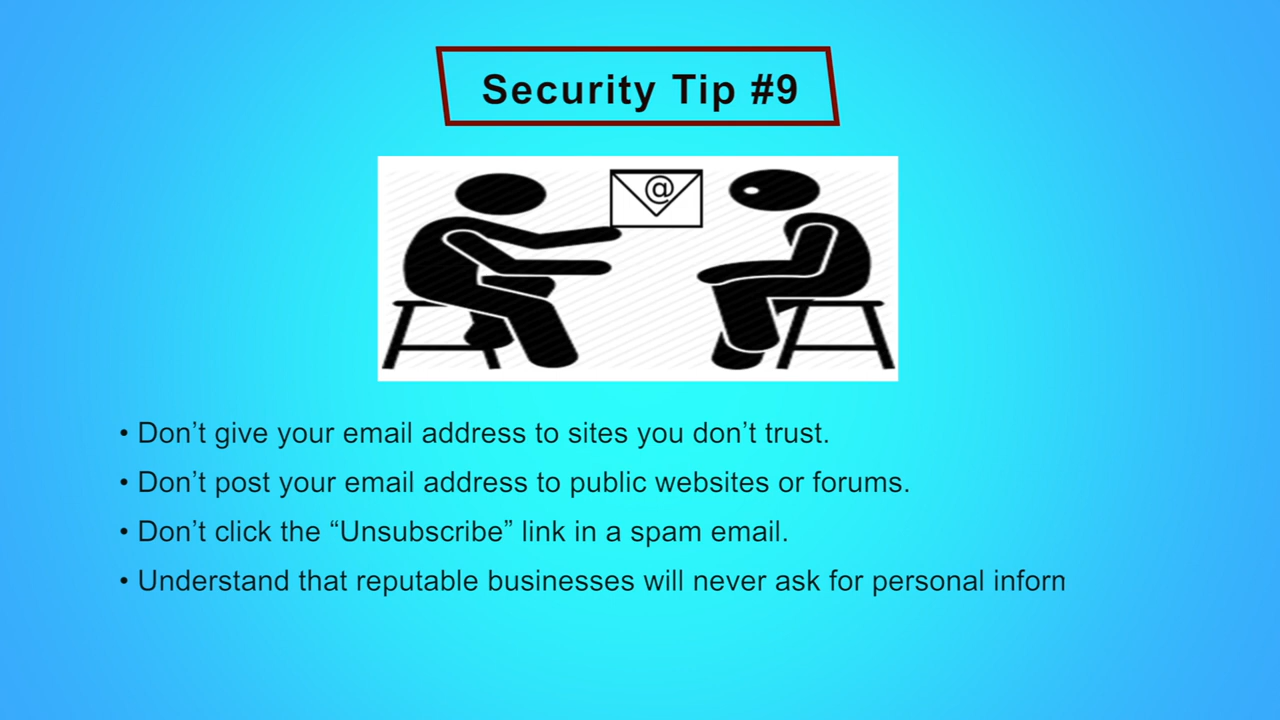 Security Tip #9
@
• Don’t give your email address to sites you don’t trust.
• Don’t post your email address to public websites or forums.
• Don’t click the “Unsubscribe” link in a spam email.
• Understand that reputable businesses will never ask for personal